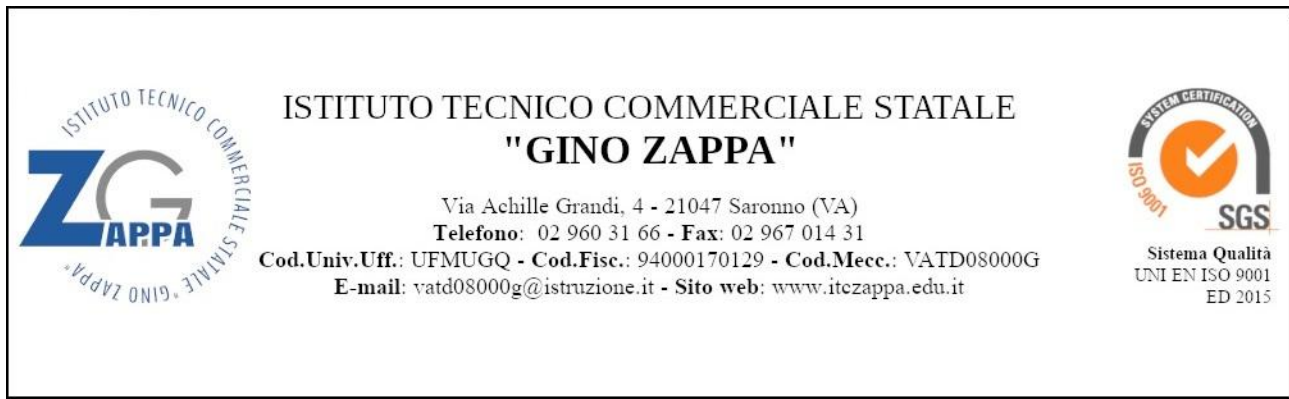 ISTITUTO TECNICO COMMERCIALE STATALE "GINO ZAPPA"
ZG
ZAPPA
ISTITUTO TECNICO COMMERCIALE STATALE
"GINO ZAPPA"
Via Achille Grandi, 4 - 21047 Saronno (VA)
Telefono: 02 960 31 66 - Fax: 02 967 014 31
Cod.Univ.Uff.: UFMUGQ - Cod.Fisc.: 94000170129 - Cod.Mecc.: VATD08000G
E-mail: vatd08000g@istruzione.it - Sito web: www.itczappa.edu.it
SYSTEM CERTIFICATION
ISO 9001
SGS
Sistema Qualità
UNI EN ISO 9001
ED 2015